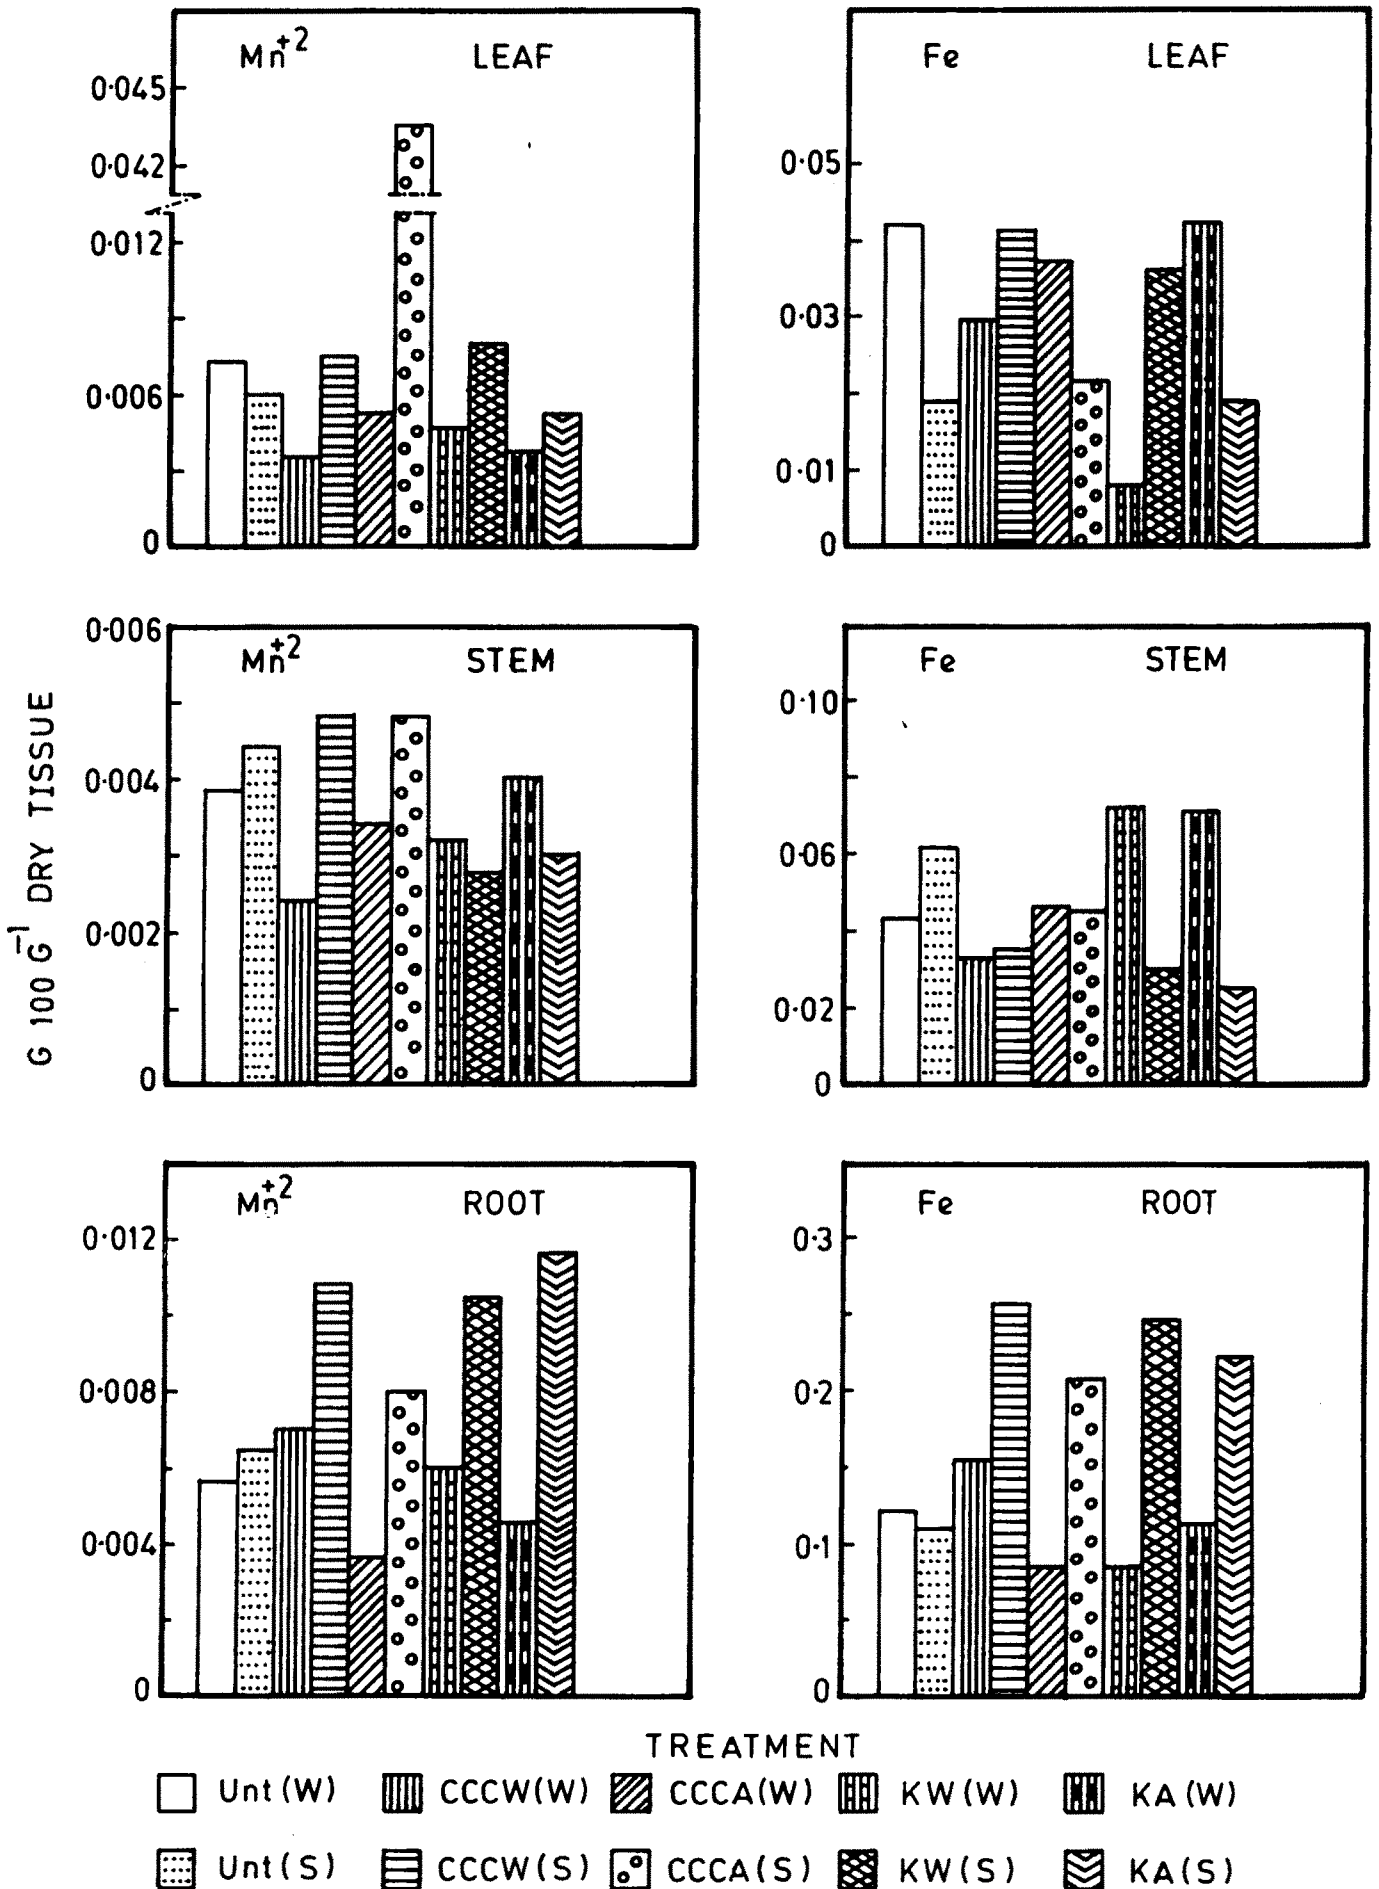 Mn+2 LEAF
0·045
0·042
0·012
0·006
0
Fe LEAF
0·05
0·03
0·01
0
G 100 G-1 DRY TISSUE
Mn+2 STEM
0·006
0·004
0·002
0
Fe STEM
0·10
0·06
0·02
0
Mn+2 ROOT
0·012
0·008
0·004
0
Fe ROOT
0·3
0·2
0·1
0
TREATMENT
Unt(W) CCCW(W) CCCA(W) KW(W) KA(W)
Unt(S) CCCW(S) CCCA(S) KW(S) KA(S)